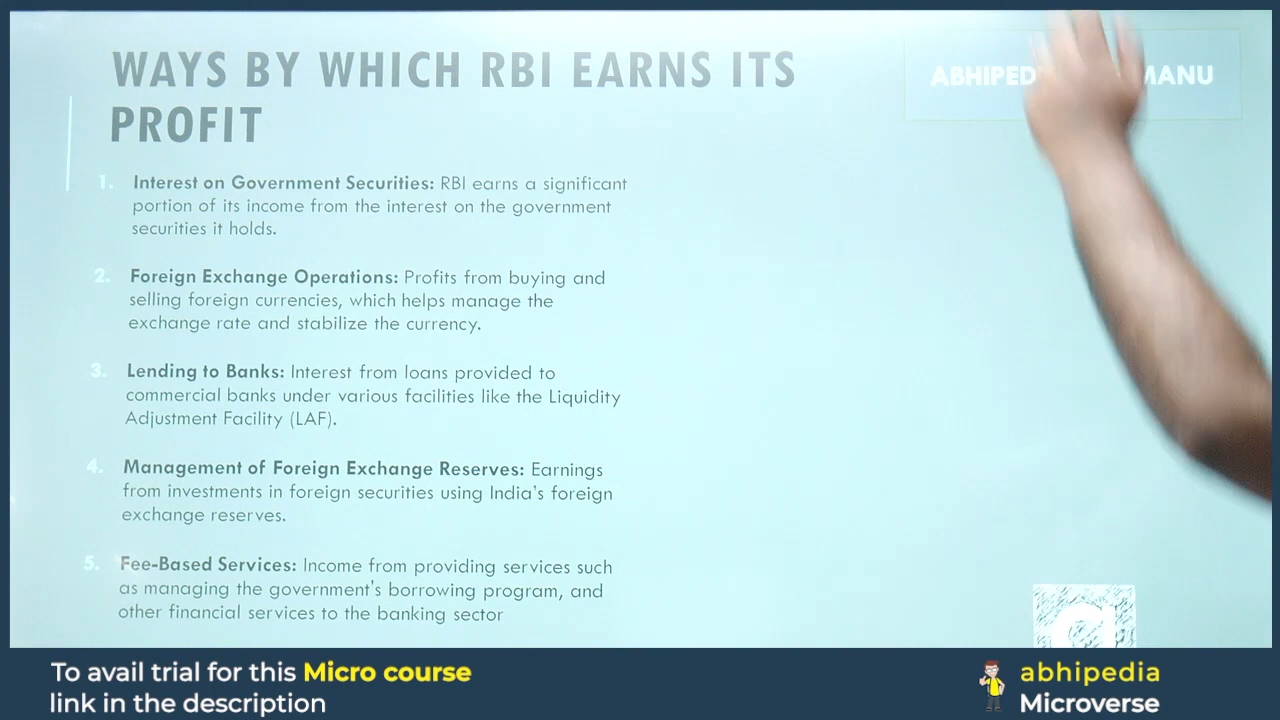 WAYS BY WHICH RBI EARNS ITS
PROFIT
ABHIPED
MANU
1. Interest on Government Securities: RBI earns a significant
portion of its income from the interest on the government
securities it holds.
2. Foreign Exchange Operations: Profits from buying and
selling foreign currencies, which helps manage the
exchange rate and stabilize the currency.
3. Lending to Banks: Interest from loans provided to
commercial banks under various facilities like the Liquidity
Adjustment Facility (LAF).
4. Management of Foreign Exchange Reserves: Earnings
from investments in foreign securities using India's foreign
exchange reserves.
5. Fee-Based Services: Income from providing services such
as managing the government's borrowing program, and
other financial services to the banking sector
To avail trial for this Micro course
link in the description
abhipedia
Microverse